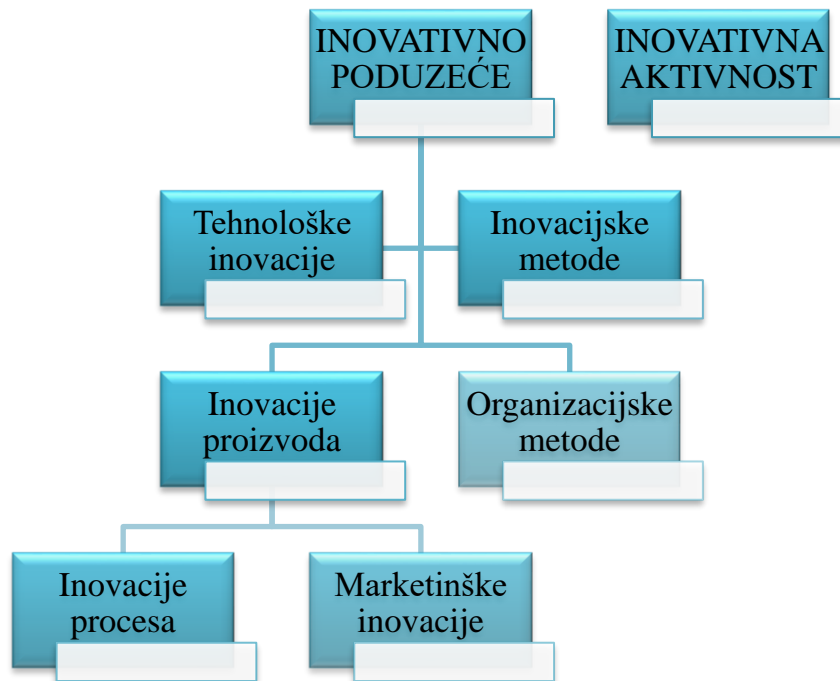 INOVATIVNO
PODUZEĆE
INOVATIVNA
AKTIVNOST
Tehnološke
inovacije
Inovacijske
metode
Inovacije
proizvoda
Organizacijske
metode
Inovacije
procesa
Marketinške
inovacije